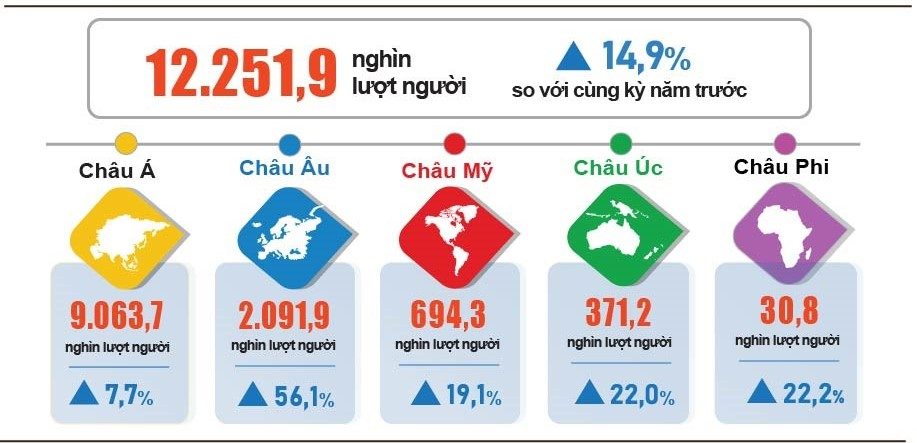 12.251,9 nghìn lượt người
▲ 14,9%
so với cùng kỳ năm trước
Châu Á
9.063,7
nghìn lượt người
▲ 7,7%
Châu Âu
2.091,9
nghìn lượt người
▲ 56,1%
Châu Mỹ
694,3
nghìn lượt người
▲ 19,1%
Châu Úc
371,2
nghìn lượt người
▲ 22,0%
Châu Phi
30,8
nghìn lượt người
▲ 22,2%